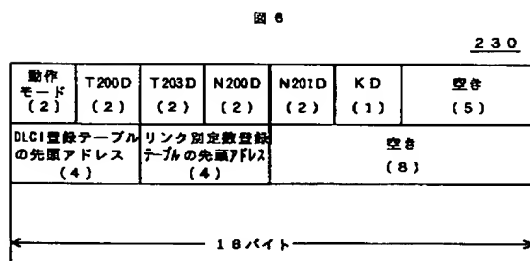 図６
２３０
動作
モード
（２）
Ｔ２００Ｄ
（２）
Ｔ２０３Ｄ
（２）
Ｎ２００Ｄ
（２）
Ｎ２０１Ｄ
（２）
ＫＤ
（１）
空き
（５）
DLCI登録テーブル
の先頭アドレス
（４）
リンク別定数登録
テーブルの先頭アドレス
（４）
空き
（８）
１６バイト